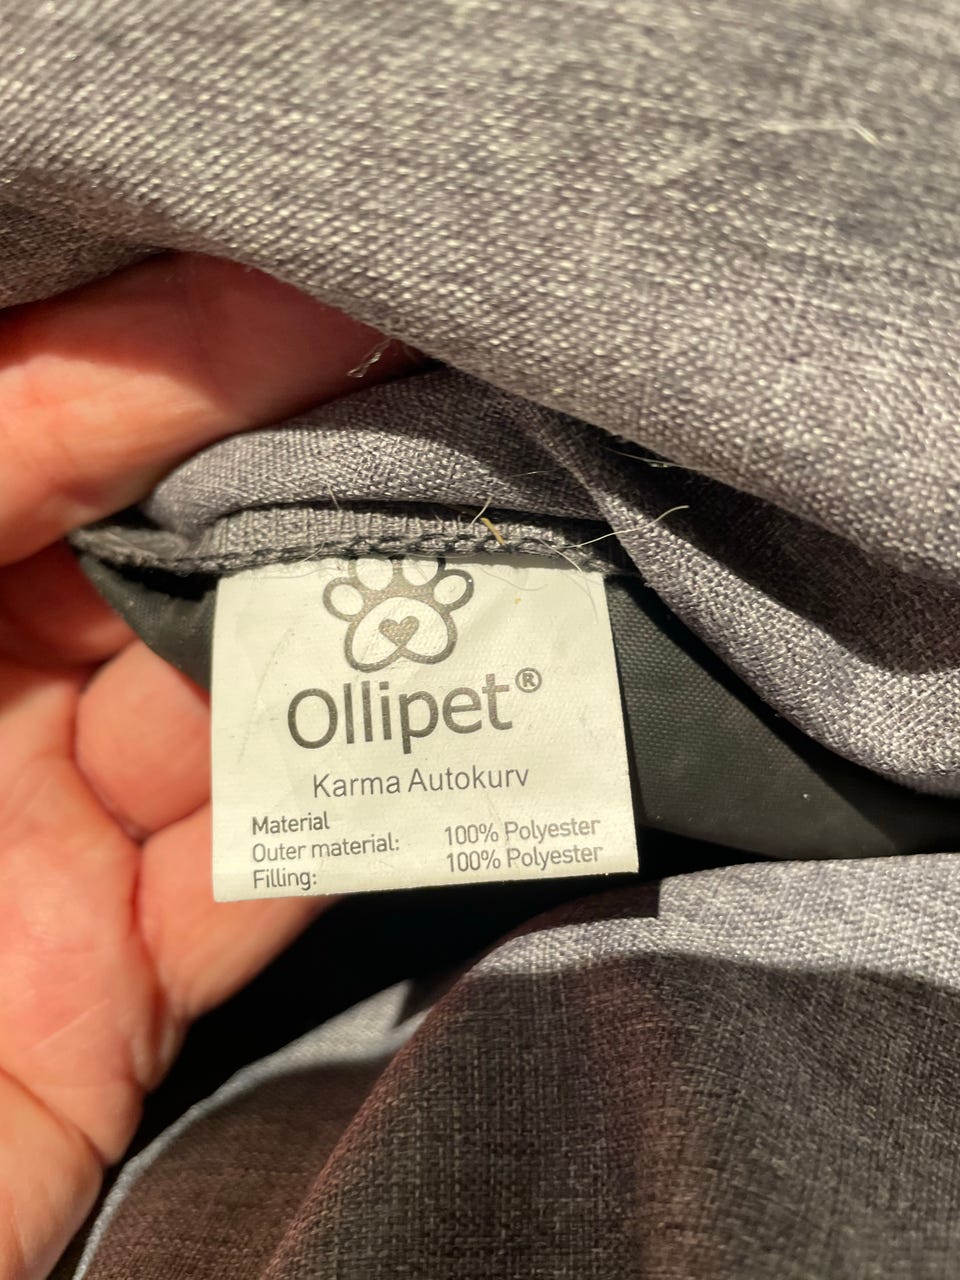 Ollipet®
Karma Autokurv
Material
Outer material: 100% Polyester
Filling: 100% Polyester